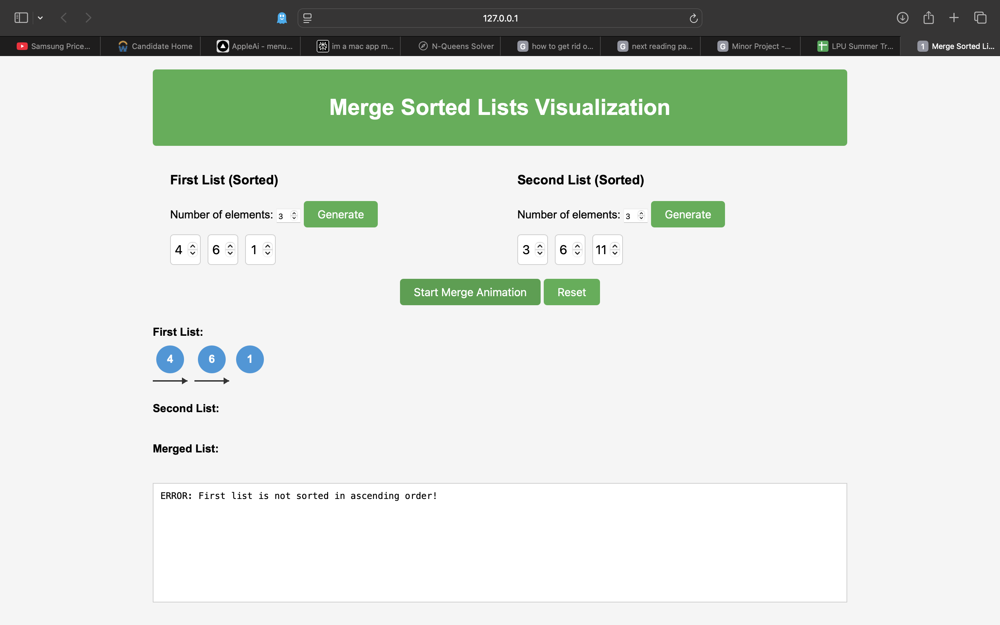 127.0.0.1
Samsung Price... Candidate Home AppleAi - menu... im a mac app m... N-Queens Solver G how to get rid o... G next reading pa... G Minor Project -... LPU Summer Tr... 1 Merge Sorted Li...
Merge Sorted Lists Visualization
First List (Sorted)
Number of elements: 3 Generate
4 6 1
Second List (Sorted)
Number of elements: 3 Generate
3 6 11
Start Merge Animation Reset
First List:
4 6 1
Second List:
Merged List:
ERROR: First list is not sorted in ascending order!